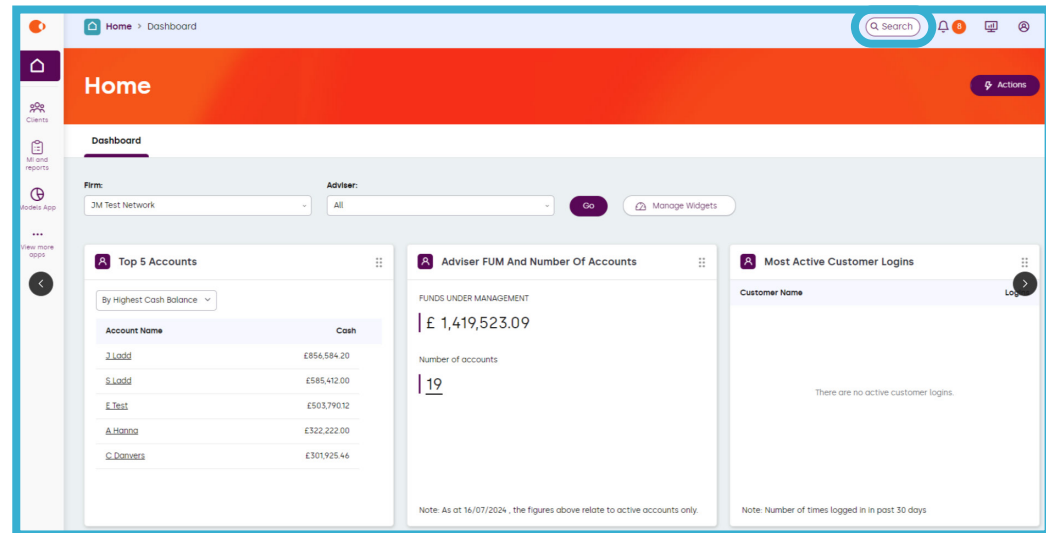 Home > Dashboard
Search
8
Home
Actions
Clients
MI and
reports
Models App
View more
apps
Dashboard
Firm:
Adviser:
JM Test Network
All
Go
Manage Widgets
Top 5 Accounts
By Highest Cash Balance
Account Name Cash
J Ladd £856,584.20
S Ladd £585,412.00
E Test £503,790.12
A Hanna £322,222.00
C Danvers £301,925.46
Adviser FUM And Number Of Accounts
FUNDS UNDER MANAGEMENT
£ 1,419,523.09
Number of accounts
19
Note: As at 16/07/2024 , the figures above relate to active accounts only.
Most Active Customer Logins
Customer Name
There are no active customer logins.
Note: Number of times logged in in past 30 days